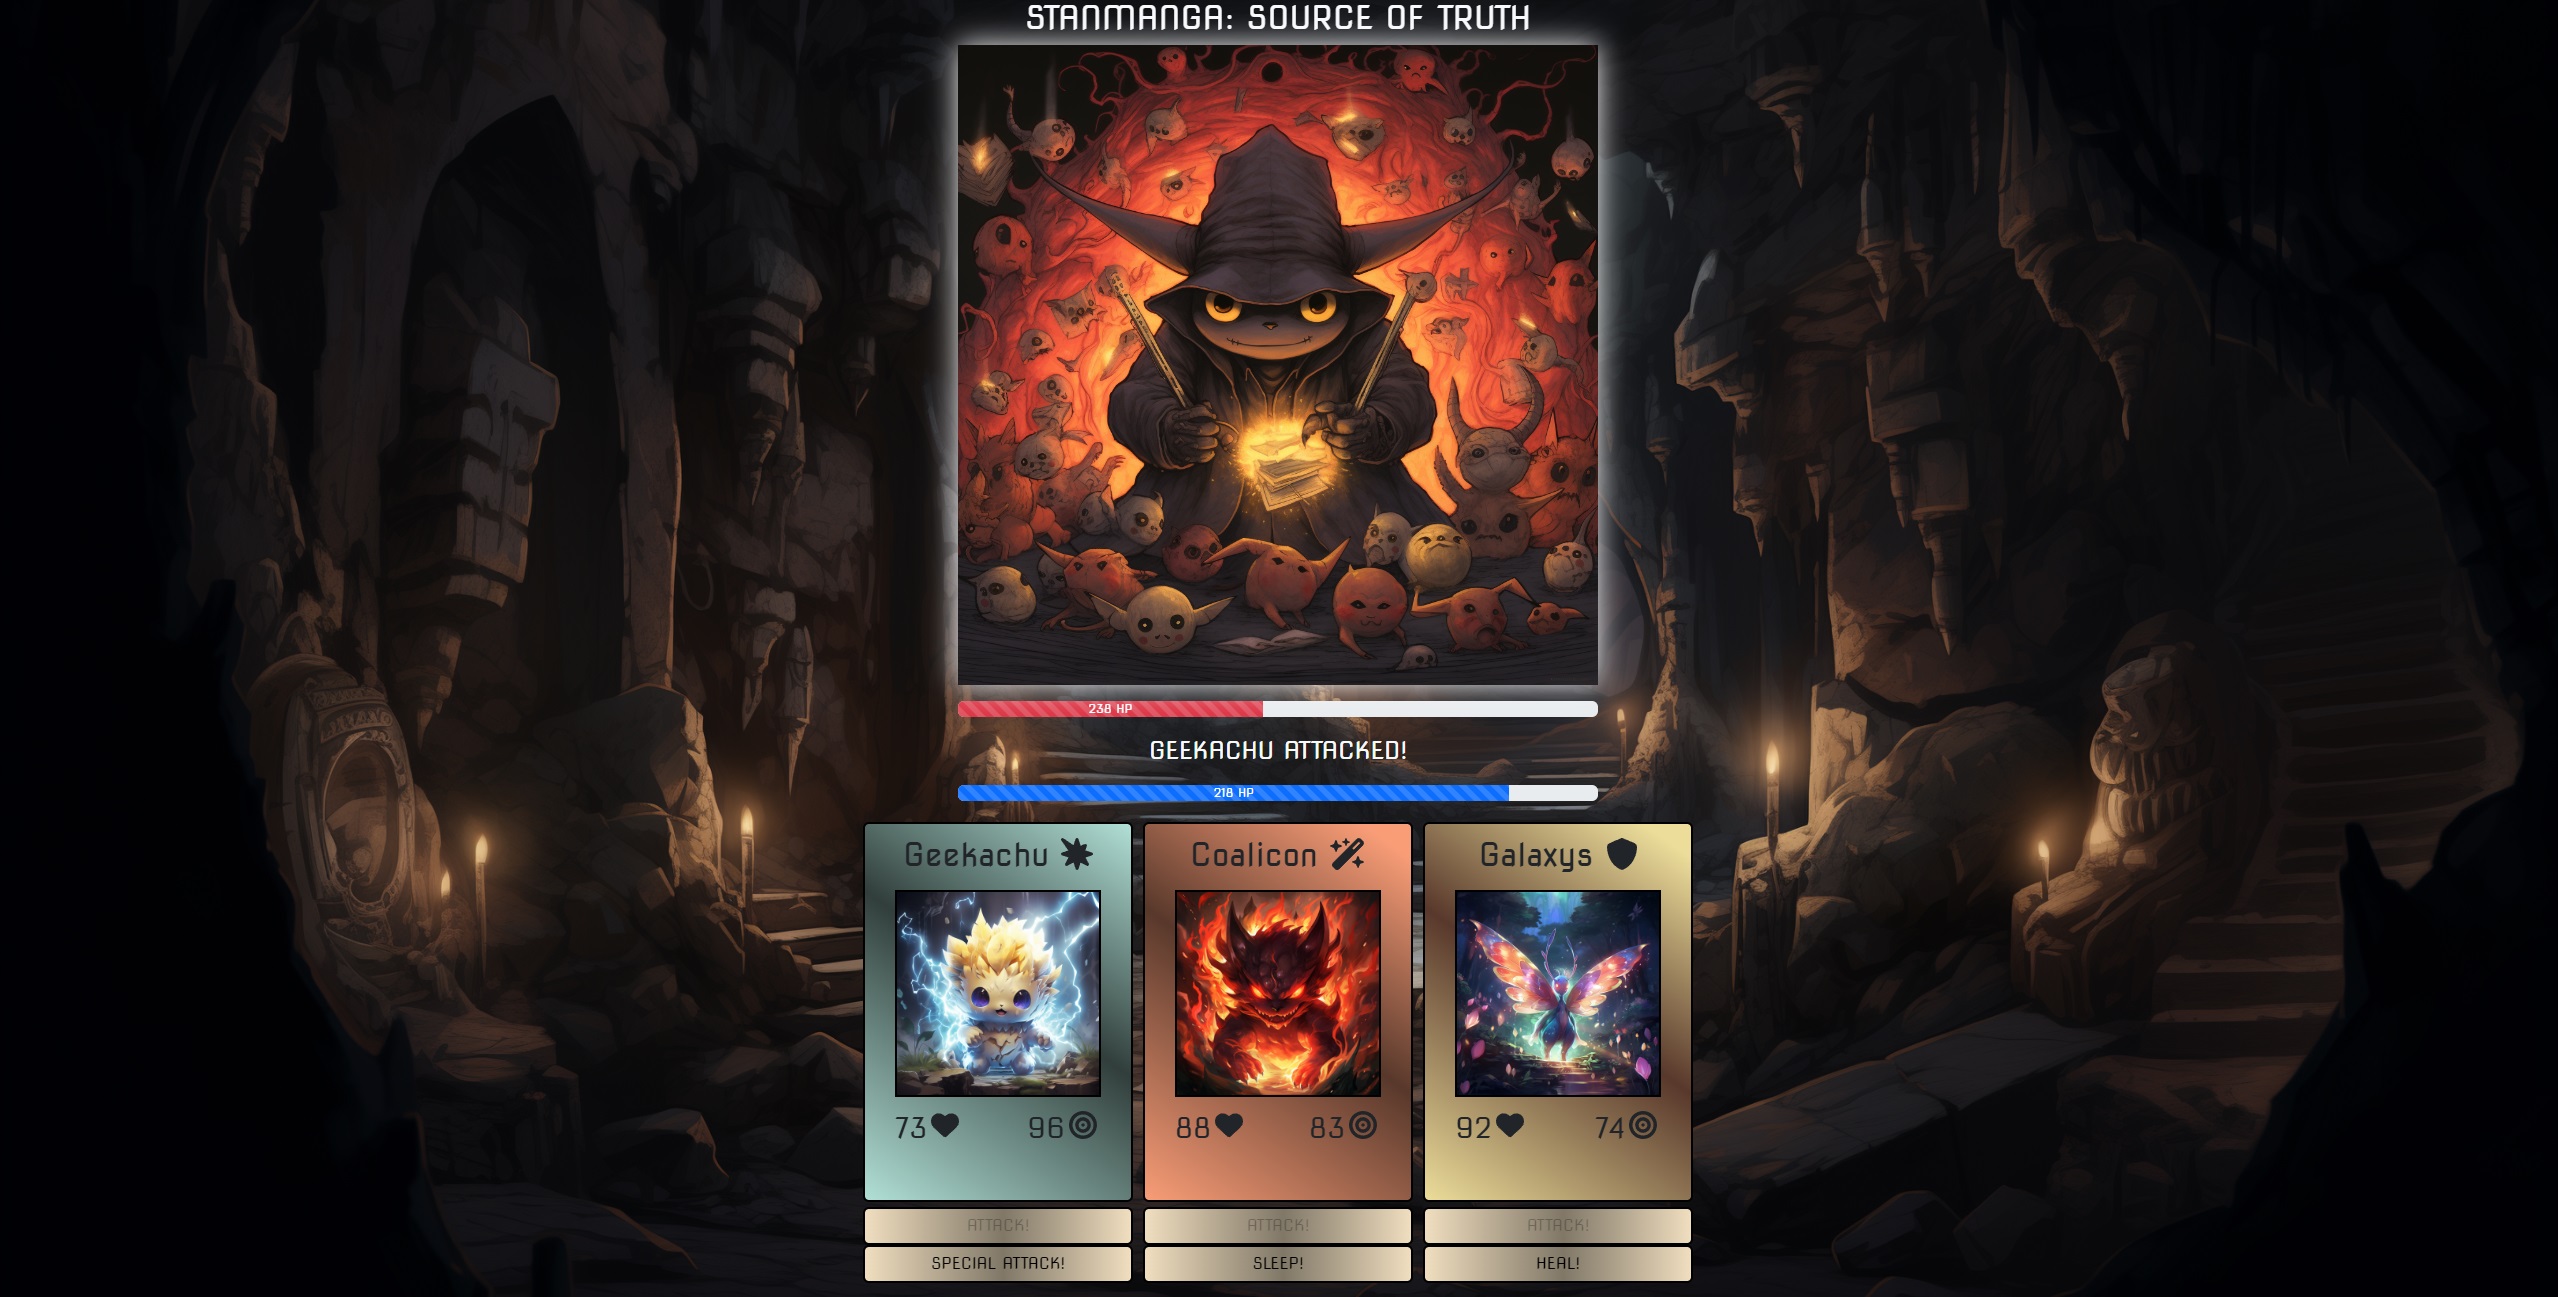 STANMANGA: SOURCE OF TRUTH
238 HP
GEEKACHU ATTACKED!
218 HP
Geekachu
Coalicon
Galaxys
73
96
88
83
92
74
ATTACK!
ATTACK!
ATTACK!
SPECIAL ATTACK!
SLEEP!
HEAL!